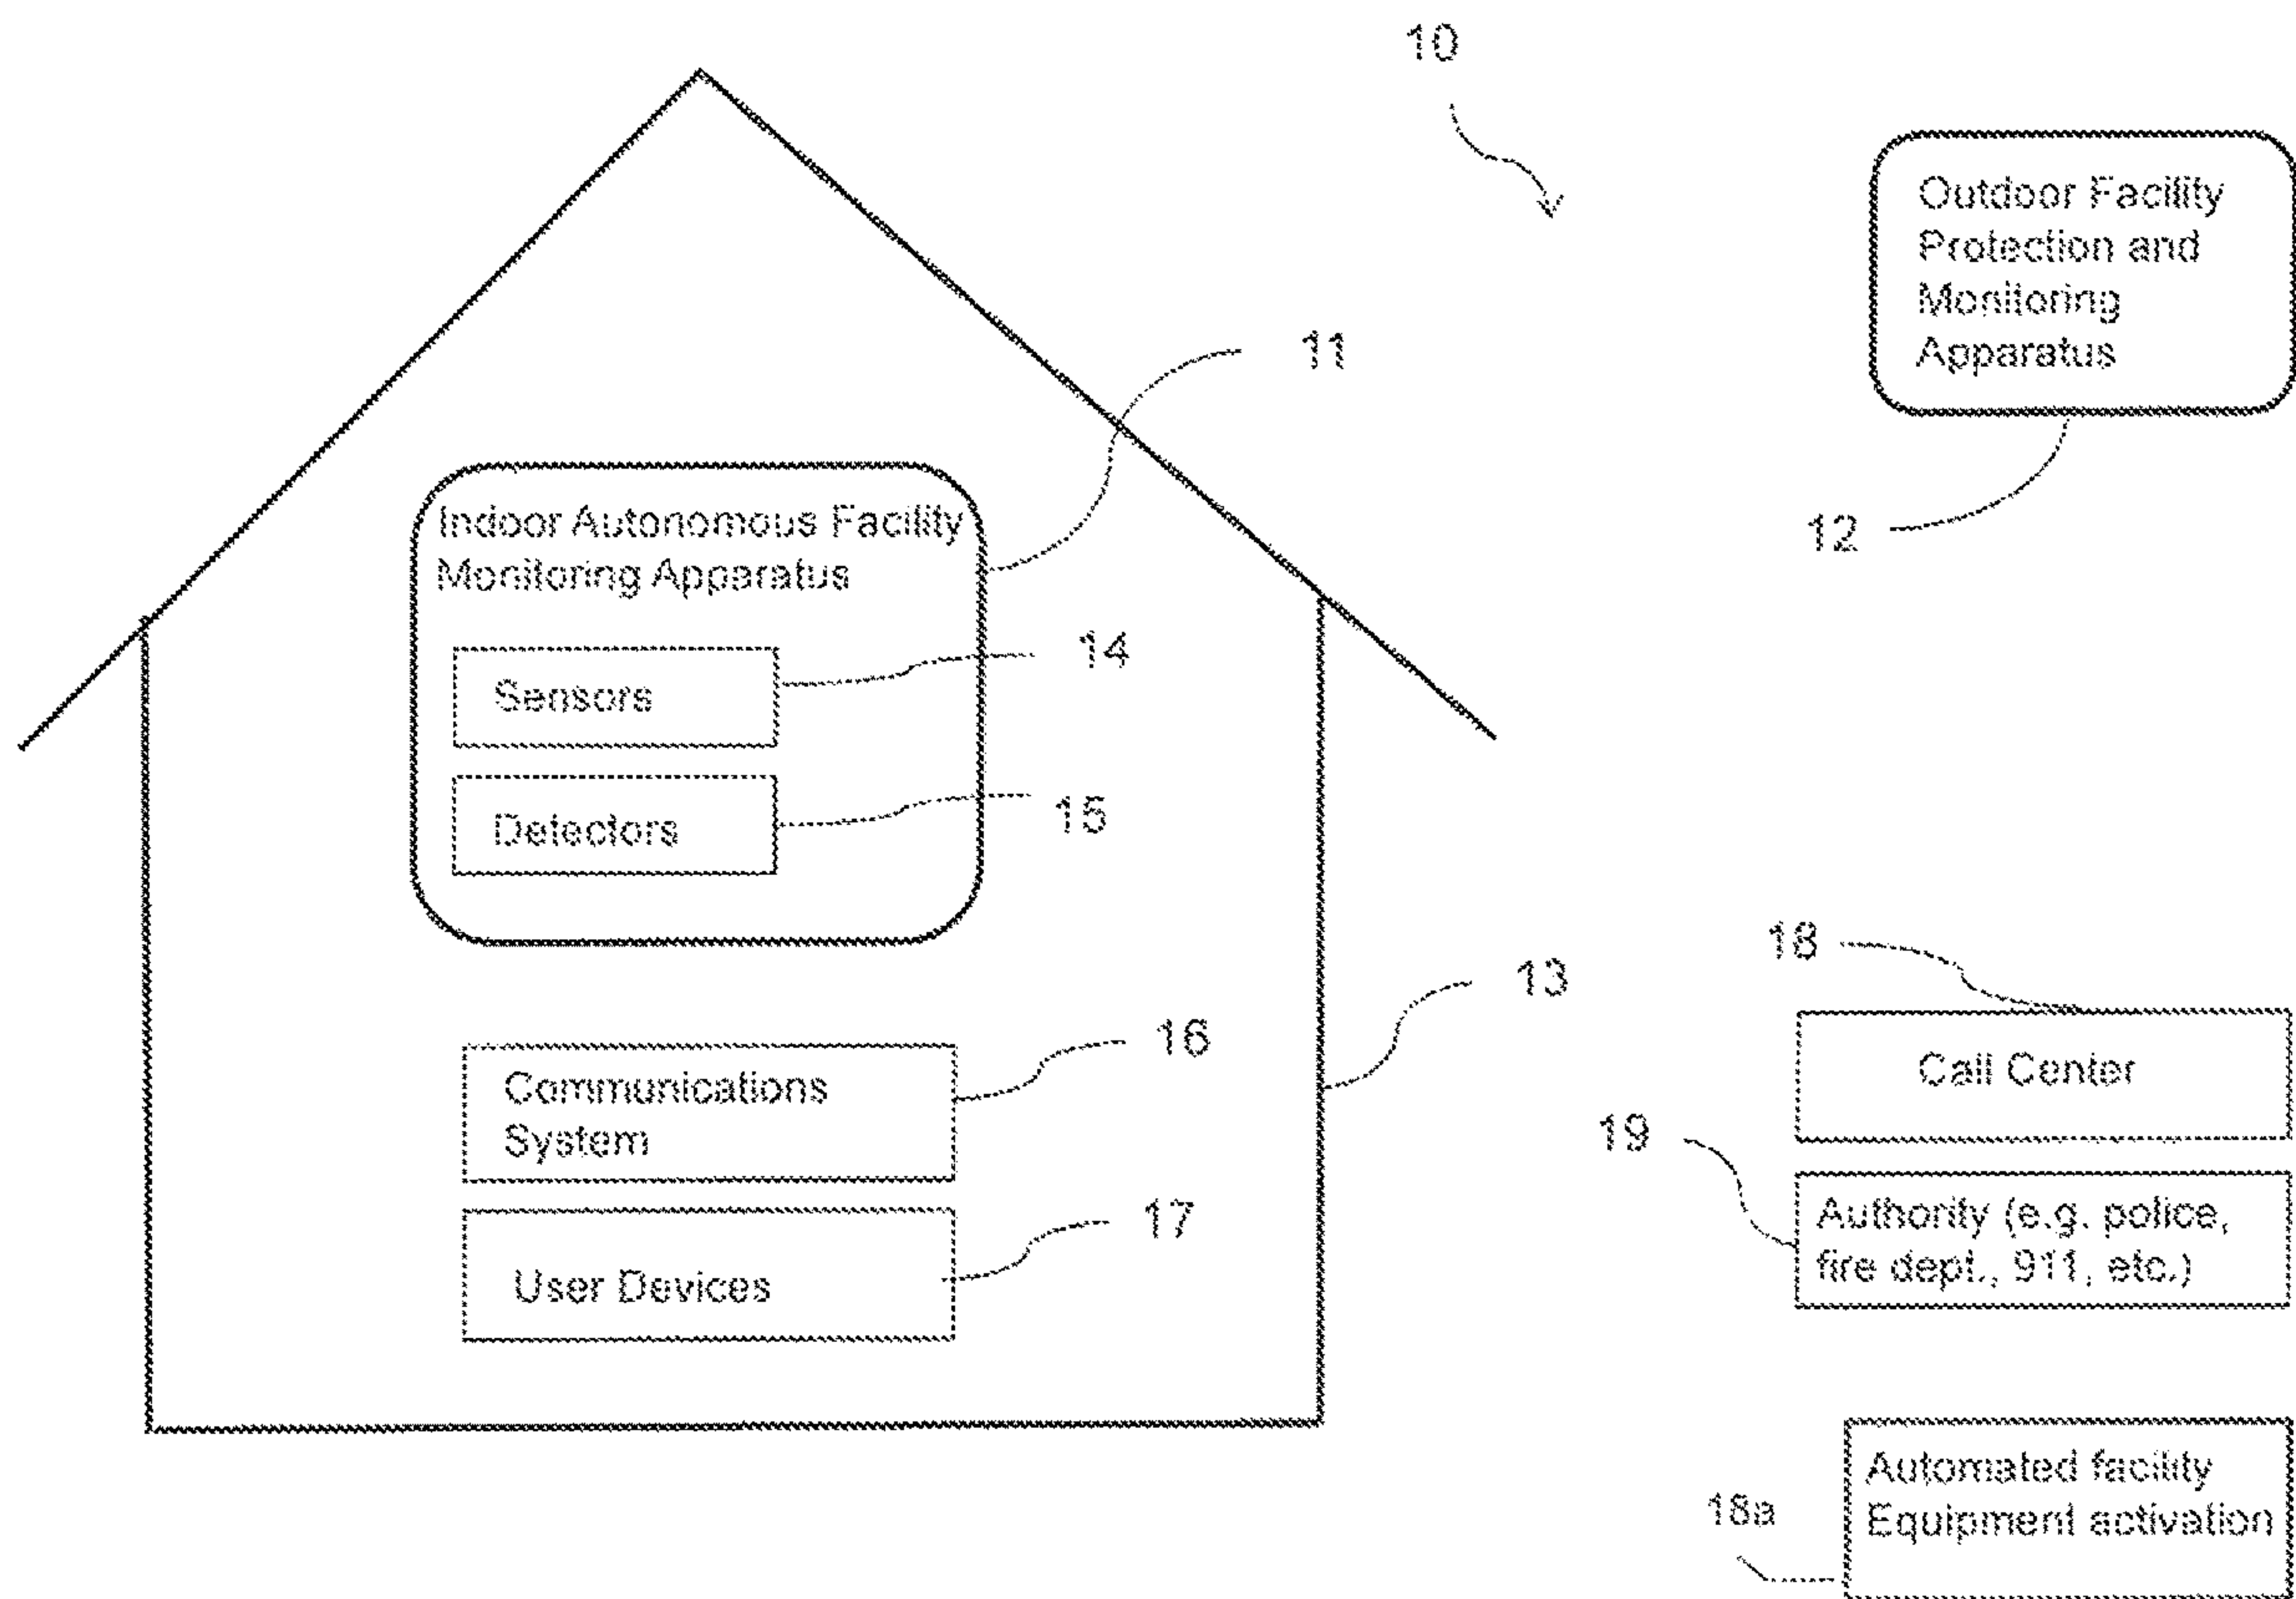 10
Outdoor Facility
Protection and
Monitoring
Apparatus
12
11
Indoor Autonomous Facility
Monitoring Apparatus
Sensors
14
Detectors
15
Communications
System
16
User Devices
17
13
18
Call Center
19
Authority (e.g. police,
fire dept., 911, etc.)
Automated facility
Equipment activation
18a